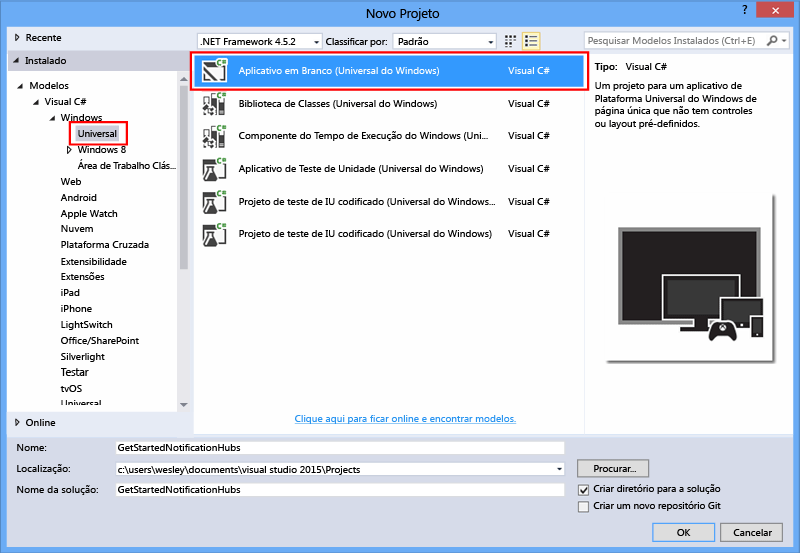 Novo Projeto
?
Recente
.NET Framework 4.5.2
Classificar por:
Padrão
Pesquisar Modelos Instalados (Ctrl+E)
Instalado
Modelos
Visual C#
Windows
Universal
Windows 8
Área de Trabalho Clás...
Web
Android
Apple Watch
Nuvem
Plataforma Cruzada
Extensibilidade
Extensões
iPad
iPhone
LightSwitch
Office/SharePoint
Silverlight
Testar
tvOS
Universal
Online
C#
Aplicativo em Branco (Universal do Windows)
Visual C#
C#
Biblioteca de Classes (Universal do Windows)
Visual C#
C#
Componente do Tempo de Execução do Windows (Uni...
Visual C#
C#
Aplicativo de Teste de Unidade (Universal do Windows)
Visual C#
C#
Projeto de teste de IU codificado (Universal do Windows...
Visual C#
C#
Projeto de teste de IU codificado (Universal do Windows)
Visual C#
Clique aqui para ficar online e encontrar modelos.
Tipo: Visual C#
Um projeto para um aplicativo de
Plataforma Universal do Windows de
página única que não tem controles
ou layout pré-definidos.
Nome:
GetStartedNotificationHubs
Localização:
c:\users\wesley\documents\visual studio 2015\Projects
Procurar...
Nome da solução:
GetStartedNotificationHubs
Criar diretório para a solução
Criar um novo repositório Git
OK
Cancelar